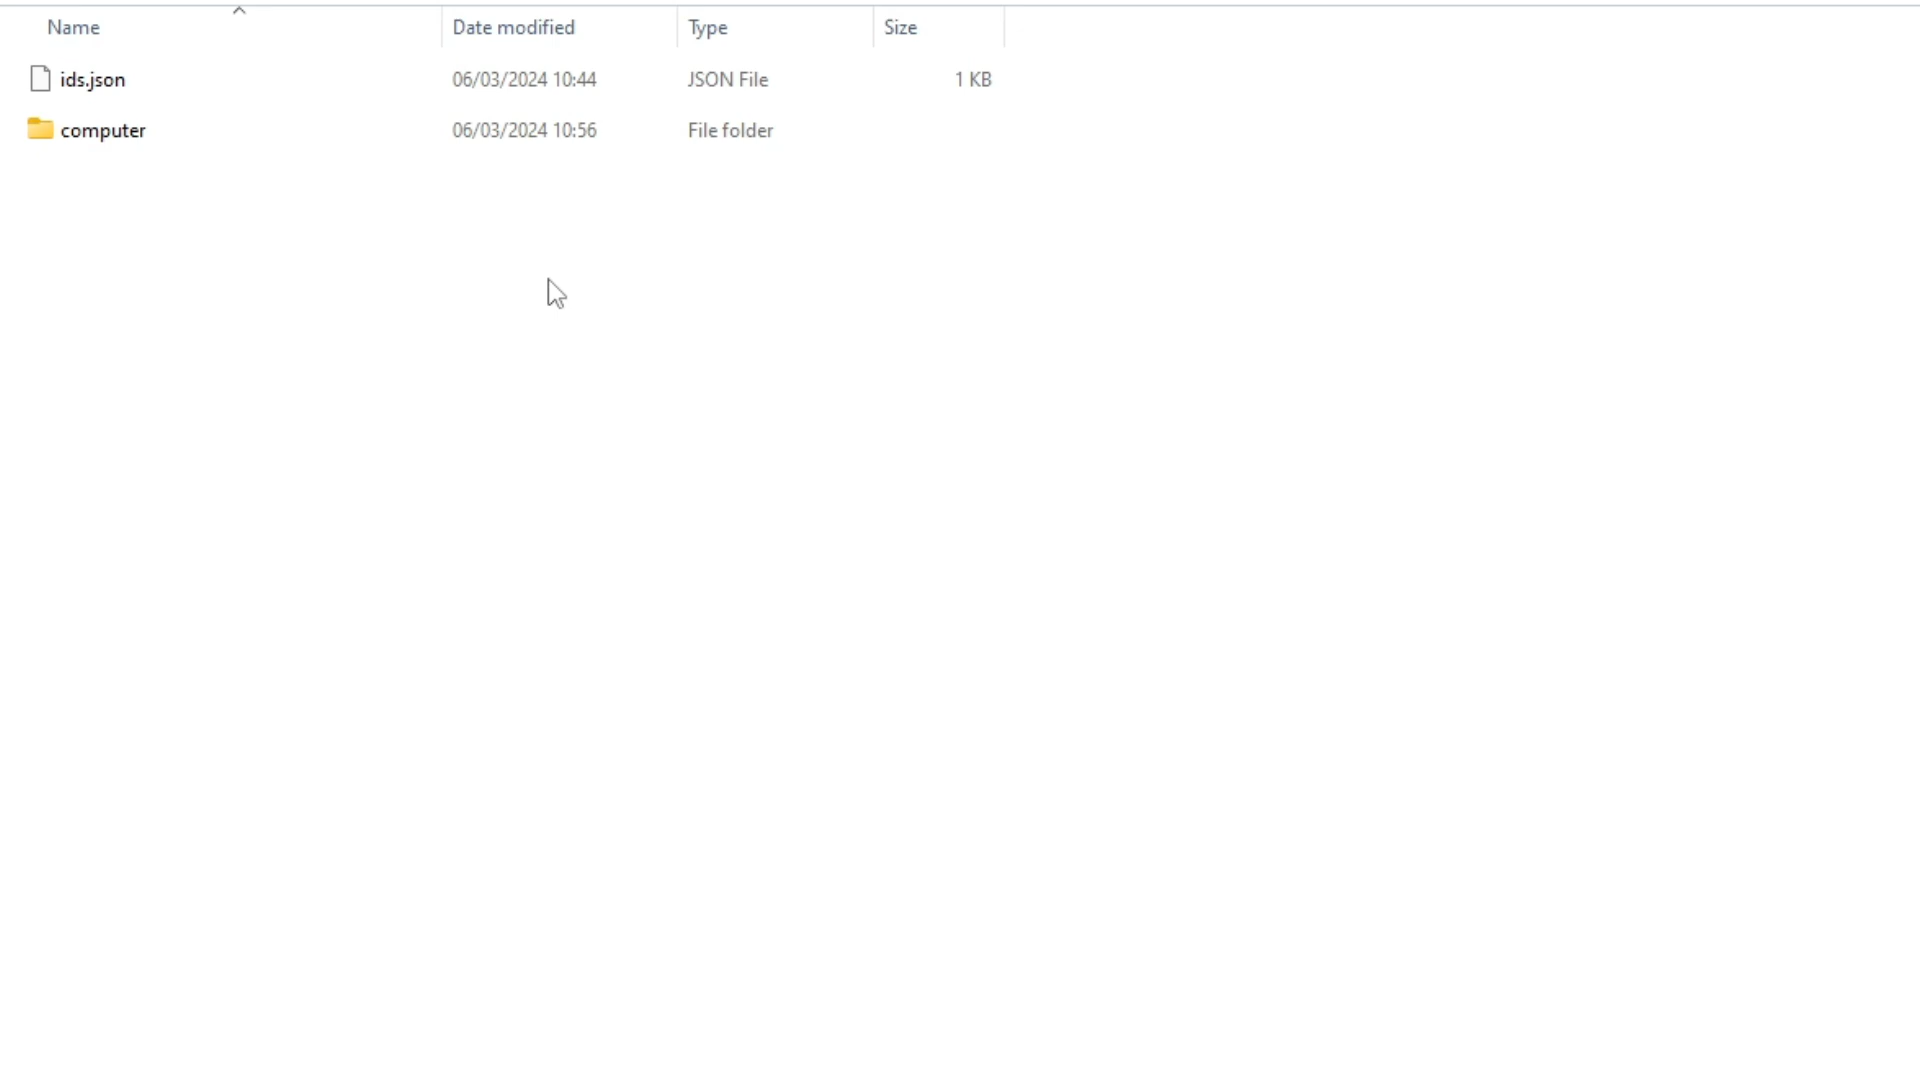 Name Date modified Type Size
ids.json 06/03/2024 10:44 JSON File 1 KB
computer 06/03/2024 10:56 File folder